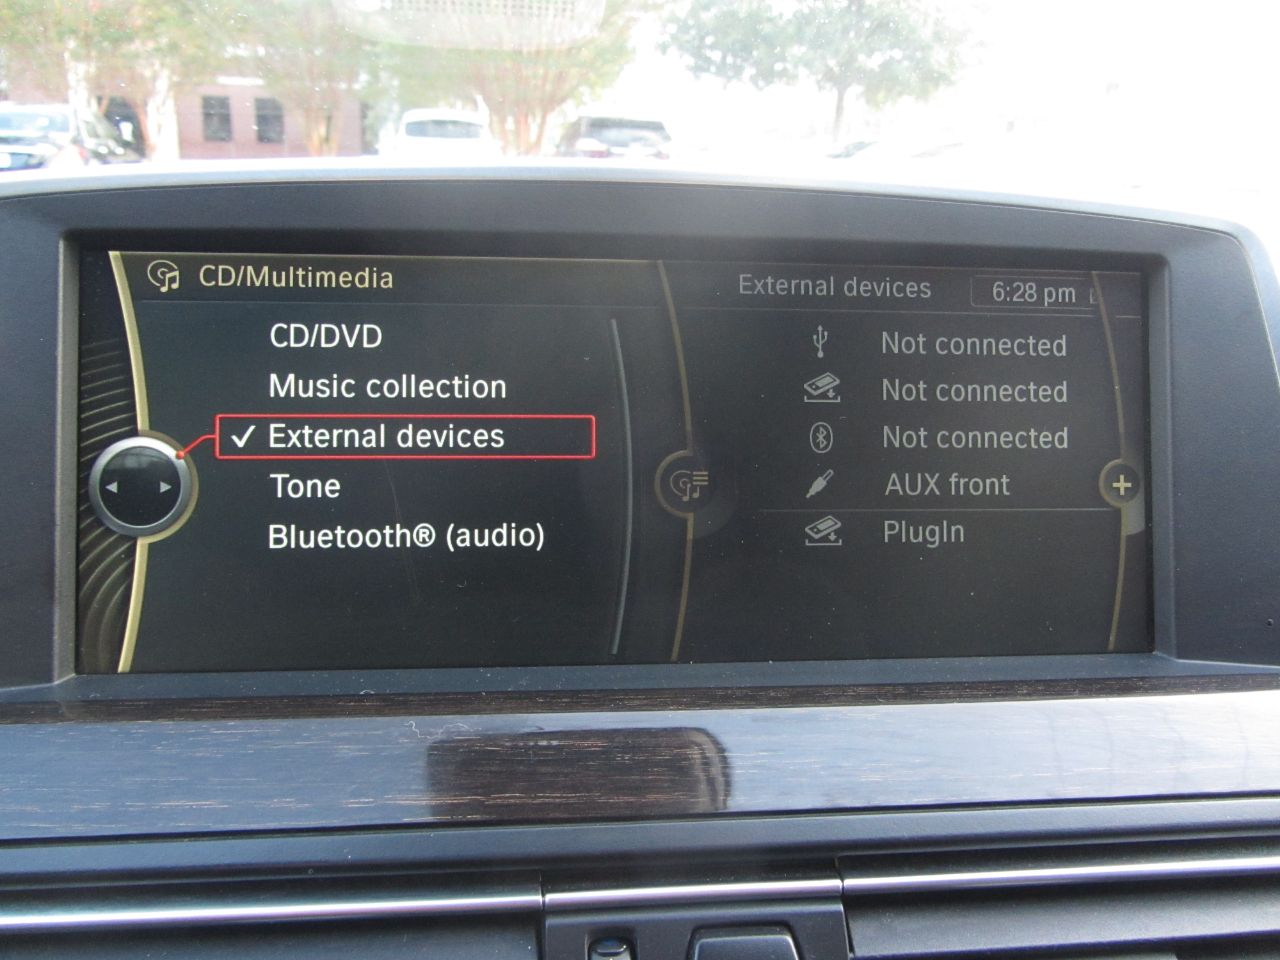 CD/Multimedia
CD/DVD
Music collection
External devices
Tone
Bluetooth® (audio)
External devices
6:28 pm
Not connected
Not connected
Not connected
AUX front
PlugIn